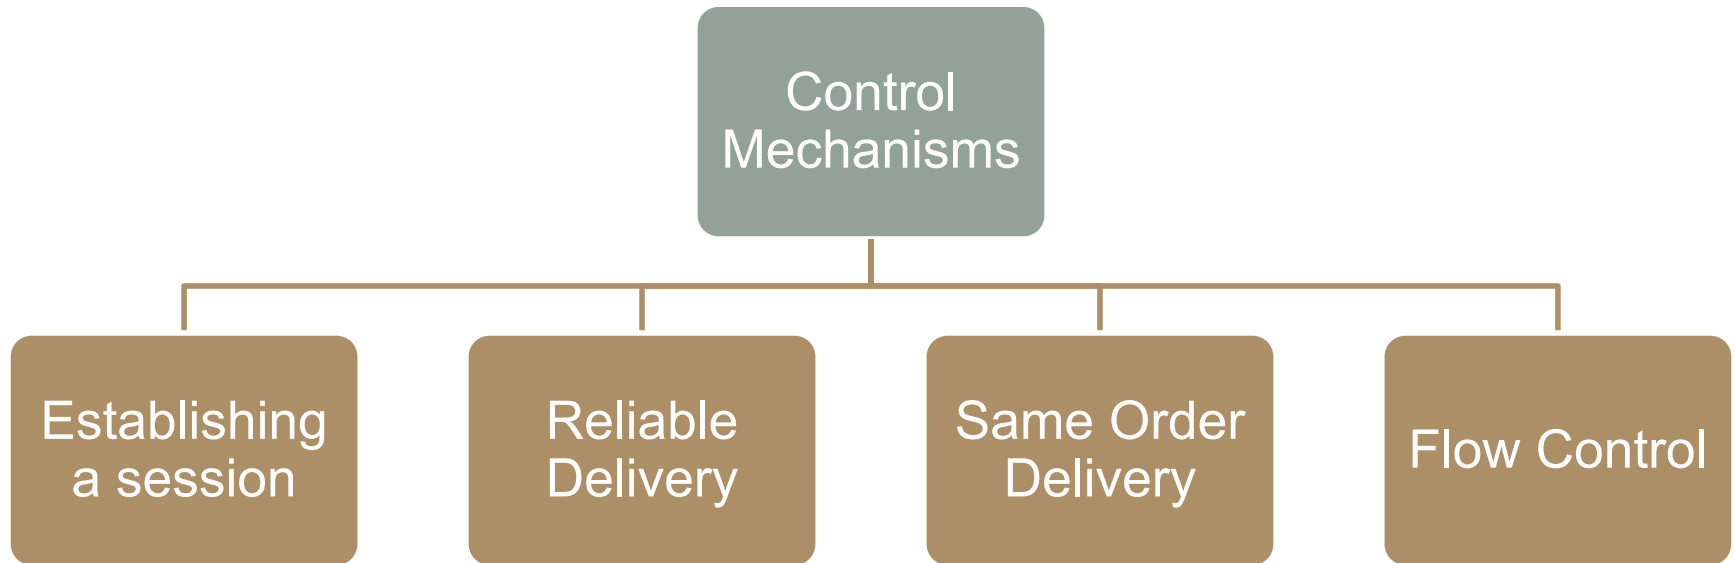 Control
Mechanisms
Establishing
a session
Reliable
Delivery
Same Order
Delivery
Flow Control